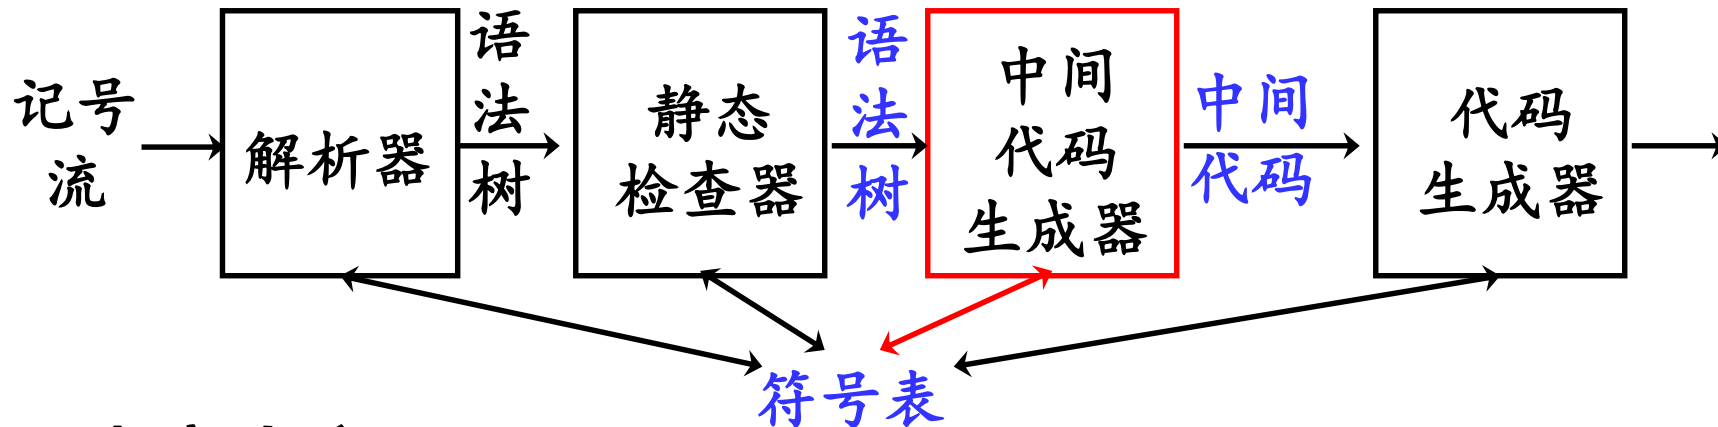 记号
流
解析器
语
法
树
静态
检查器
语
法
树
中间
代码
生成器
中间
代码
代码
生成器
符号表